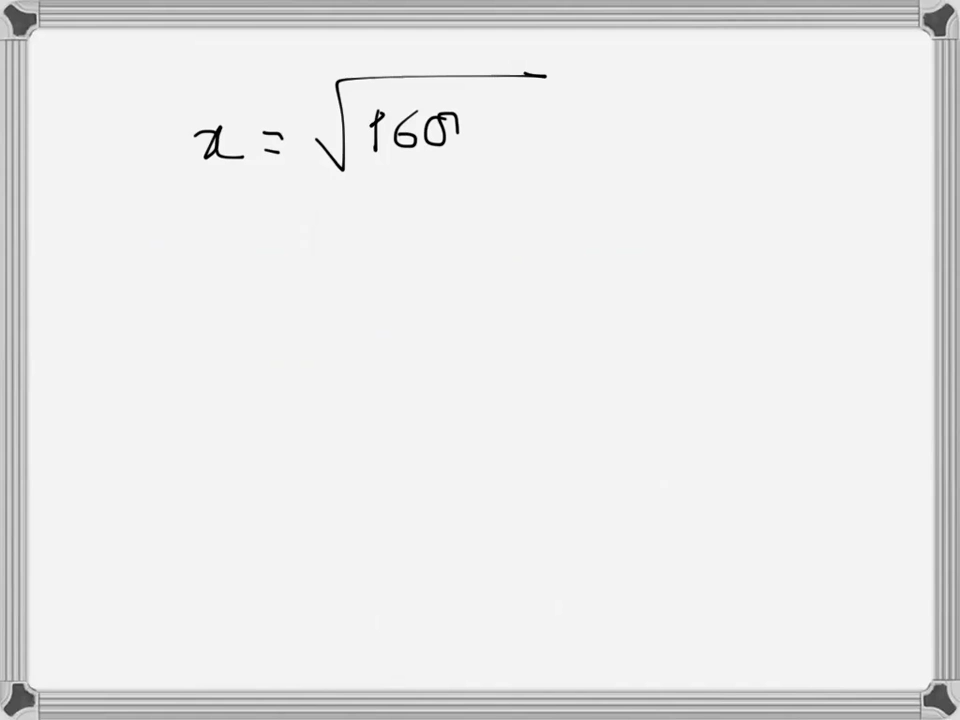 x = √160